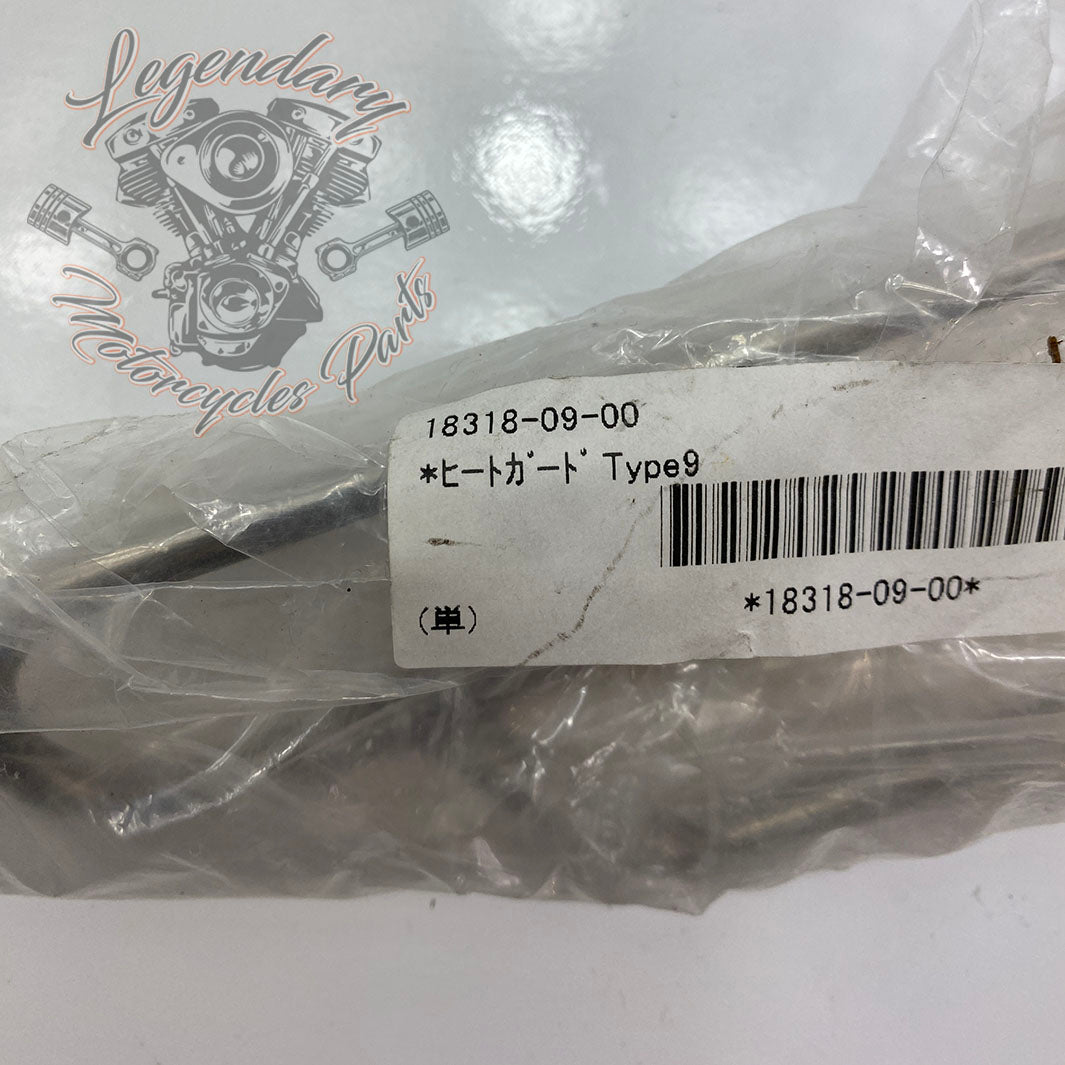 Legendary
Motorcycles Parts
18318-09-00
*ﾋｰﾄｶﾞｰﾄﾞ Type9
(単)
*18318-09-00*